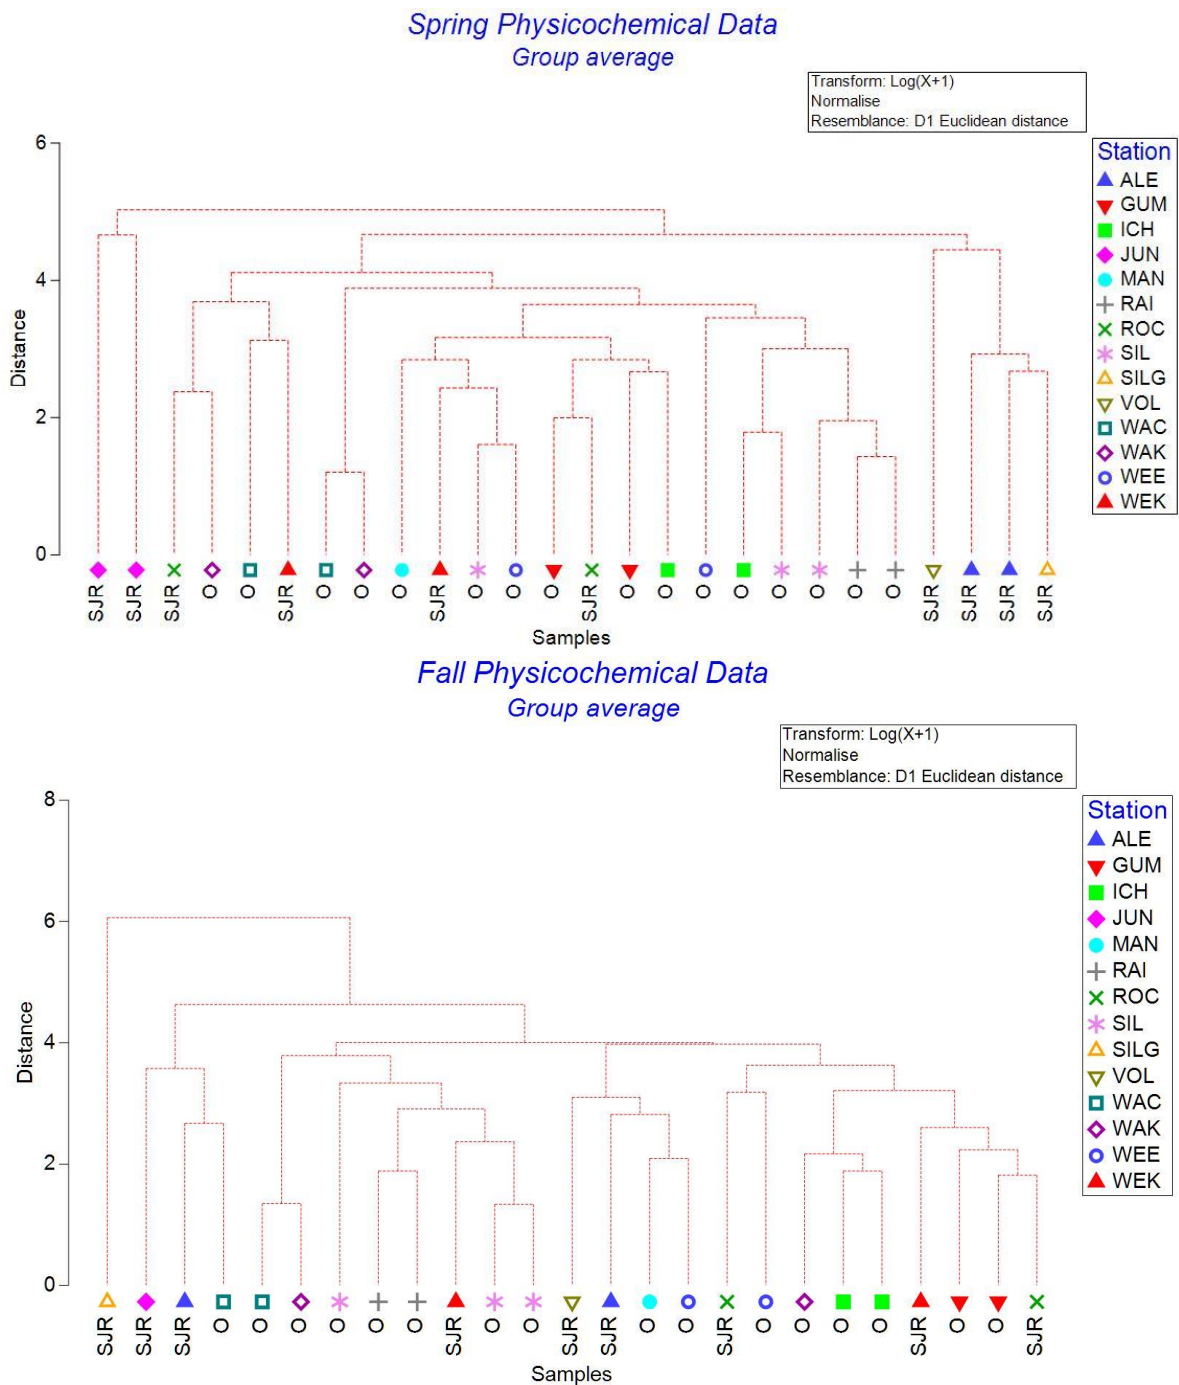 Spring Physicochemical Data
Group average
Transform: Log(X+1)
Normalise
Resemblance: D1 Euclidean distance
6
4
2
0
Distance
Station
ALE
GUM
ICH
JUN
MAN
RAI
ROC
SIL
SILG
VOL
WAC
WAK
WEE
WEK
SJR SJR SJR O O SJR O O O SJR O O O SJR O O O O O O O O SJR SJR SJR SJR
Samples
Fall Physicochemical Data
Group average
Transform: Log(X+1)
Normalise
Resemblance: D1 Euclidean distance
8
6
4
2
0
Distance
Station
ALE
GUM
ICH
JUN
MAN
RAI
ROC
SIL
SILG
VOL
WAC
WAK
WEE
WEK
SJR SJR SJR O O O O O O SJR O O SJR SJR O O SJR O O O O SJR O O SJR
Samples